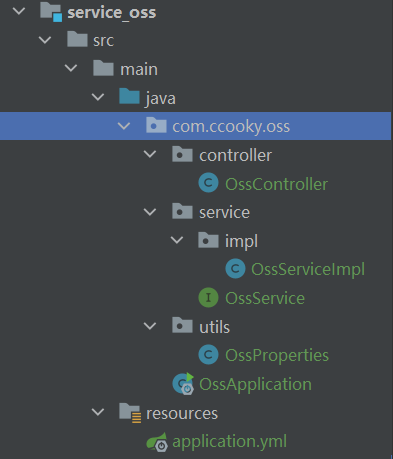 service_oss
src
main
java
com.ccooky.oss
controller
OssController
service
impl
OssServiceImpl
OssService
utils
OssProperties
OssApplication
resources
application.yml